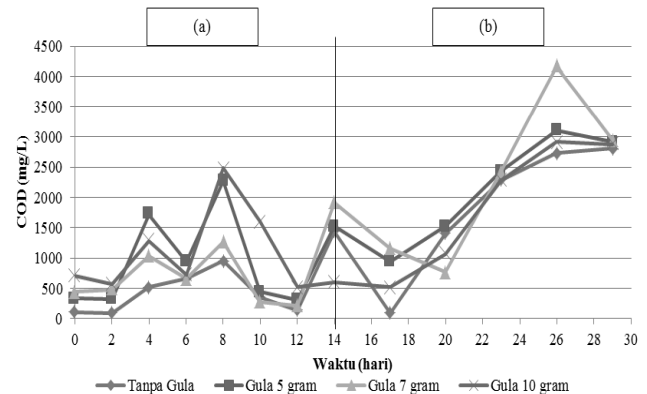 (a)
(b)
4500
4000
3500
3000
2500
2000
1500
1000
500
0
COD (mg/L)
0 2 4 6 8 10 12 14 16 18 20 22 24 26 28 30
Waktu (hari)
Tanpa Gula Gula 5 gram Gula 7 gram Gula 10 gram